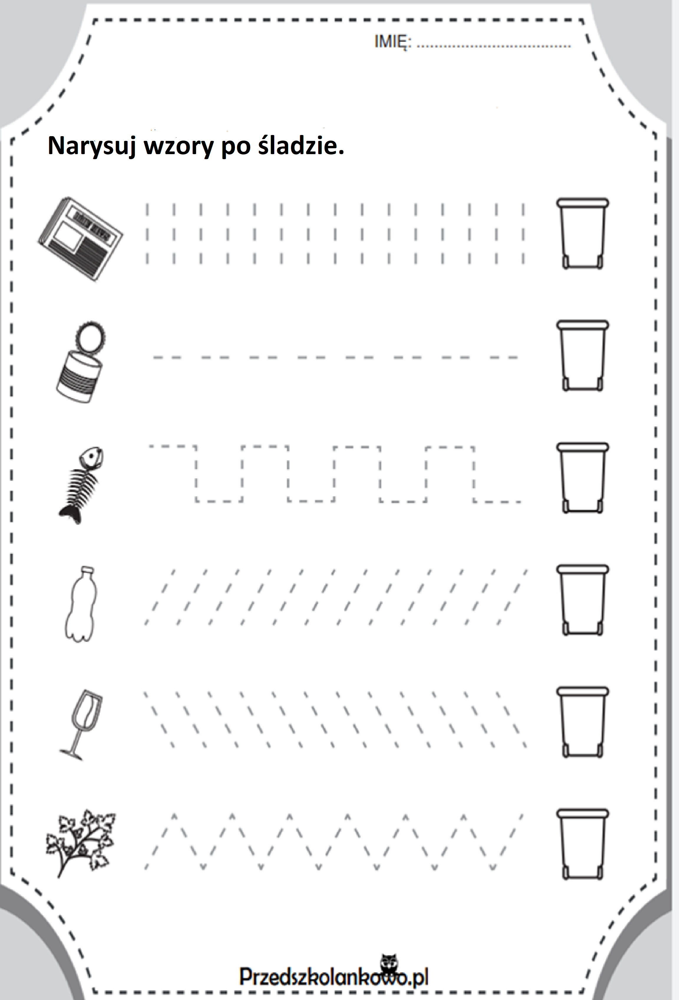 IMIĘ: ..................................
Narysuj wzory po śladzie.
Przedszkolankowo.pl